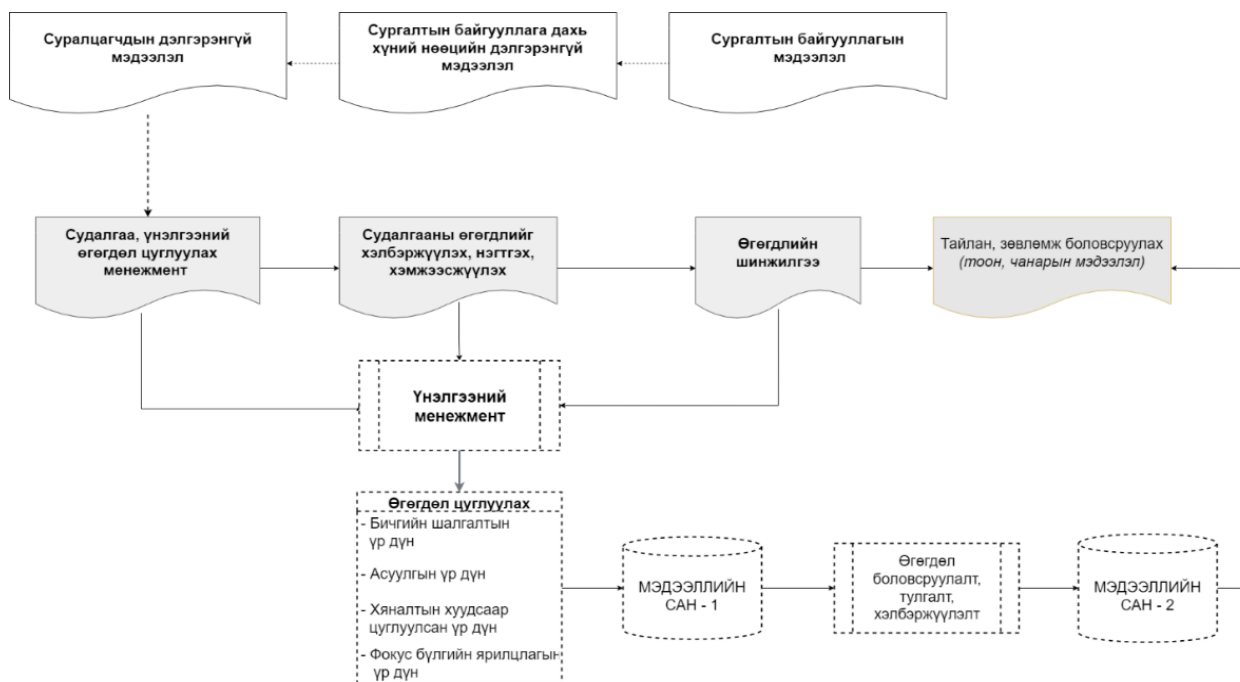 Суралцагчдын дэлгэрэнгүй
мэдээлэл
Сургалтын байгууллага дахь
хүний нөөцийн дэлгэрэнгүй
мэдээлэл
Сургалтын байгууллагын
мэдээлэл
Судалгаа, үнэлгээний
өгөгдөл цуглуулах
менежмент
Судалгааны өгөгдлийг
хэлбэржүүлэх, нэгтгэх,
хэмжээсжүүлэх
Өгөгдлийн
шинжилгээ
Тайлан, зөвлөмж боловсруулах
(тоон, чанарын мэдээлэл)
Үнэлгээний
менежмент
Өгөгдөл цуглуулах
- Бичгийн шалгалтын
үр дүн
- Асуулгын үр дүн
- Хяналтын хуудсаар
цуглуулсан үр дүн
- Фокус бүлгийн ярилцлагын
үр дүн
МЭДЭЭЛЛИЙН
САН - 1
Өгөгдөл
боловсруулалт,
тулгалт,
хэлбэржүүлэлт
МЭДЭЭЛЛИЙН
САН - 2